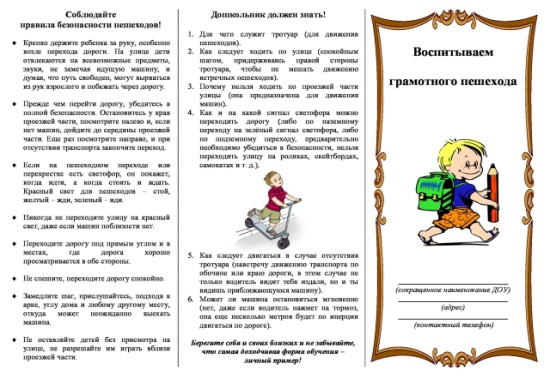 Соблюдайте
правила безопасности пешеходов!
♦ Крепко держите ребенка за руку, особенно
возле перехода дороги. На улице дети
отвлекаются на всевозможные предметы,
звуки, не замечая идущую машину, и
думая, что путь свободен, могут вырваться
из рук взрослого и побежать через дорогу.
♦ Прежде чем перейти дорогу, убедитесь в
полной безопасности. Остановитесь у края
проезжей части, посмотрите налево и, если
нет машин, дойдите до середины проезжей
части. Еще раз посмотрите направо, и при
отсутствии транспорта закончите переход.
♦ Если на пешеходном переходе или
перекрестке есть светофор, он покажет,
когда идти, а когда стоять и ждать.
Красный свет для пешеходов – стой,
желтый – жди, зеленый – иди.
♦ Никогда не переходите улицу на красный
свет, даже если машин поблизости нет.
♦ Переходите дорогу под прямым углом и в
местах, где дорога хорошо
просматривается в обе стороны.
♦ Не спешите, переходите дорогу спокойно.
♦ Замедлите шаг, прислушайтесь, подходя к
арке, углу дома и любому другому месту,
откуда может неожиданно выехать
машина.
♦ Не оставляйте детей без присмотра на
улице, не разрешайте им играть вблизи
проезжей части.
Дошкольник должен знать!
1. Для чего служит тротуар (для движения
пешеходов).
2. Как следует ходить по улице (спокойным
шагом, придерживаясь правой стороны
тротуара, чтобы не мешать движению
встречных пешеходов).
3. Почему нельзя ходить по проезжей части
улицы (она предназначена для движения
машин).
4. Как и на какой сигнал светофора можно
переходить дорогу (либо по наземному
переходу на зелёный сигнал светофора, либо
по подземному переходу, предварительно
необходимо убедиться в безопасности, нельзя
переходить улицу на роликах, скейтбордах,
самокатах и т. д.).
5. Как следует двигаться в случае отсутствия
тротуара (навстречу движению транспорта по
обочине или краю дороги, в этом случае не
только водитель видит тебя издали, но и ты
видишь приближающуюся машину).
6. Может ли машина остановиться мгновенно
(нет, даже если водитель нажмет на тормоз,
она еще несколько метров будет по инерции
двигаться по дороге).
Берегите себя и своих близких и не забывайте,
что самая доходчивая форма обучения –
личный пример!
Воспитываем
грамотного пешехода
(сокращенное наименование ДОУ)
(адрес)
(контактный телефон)